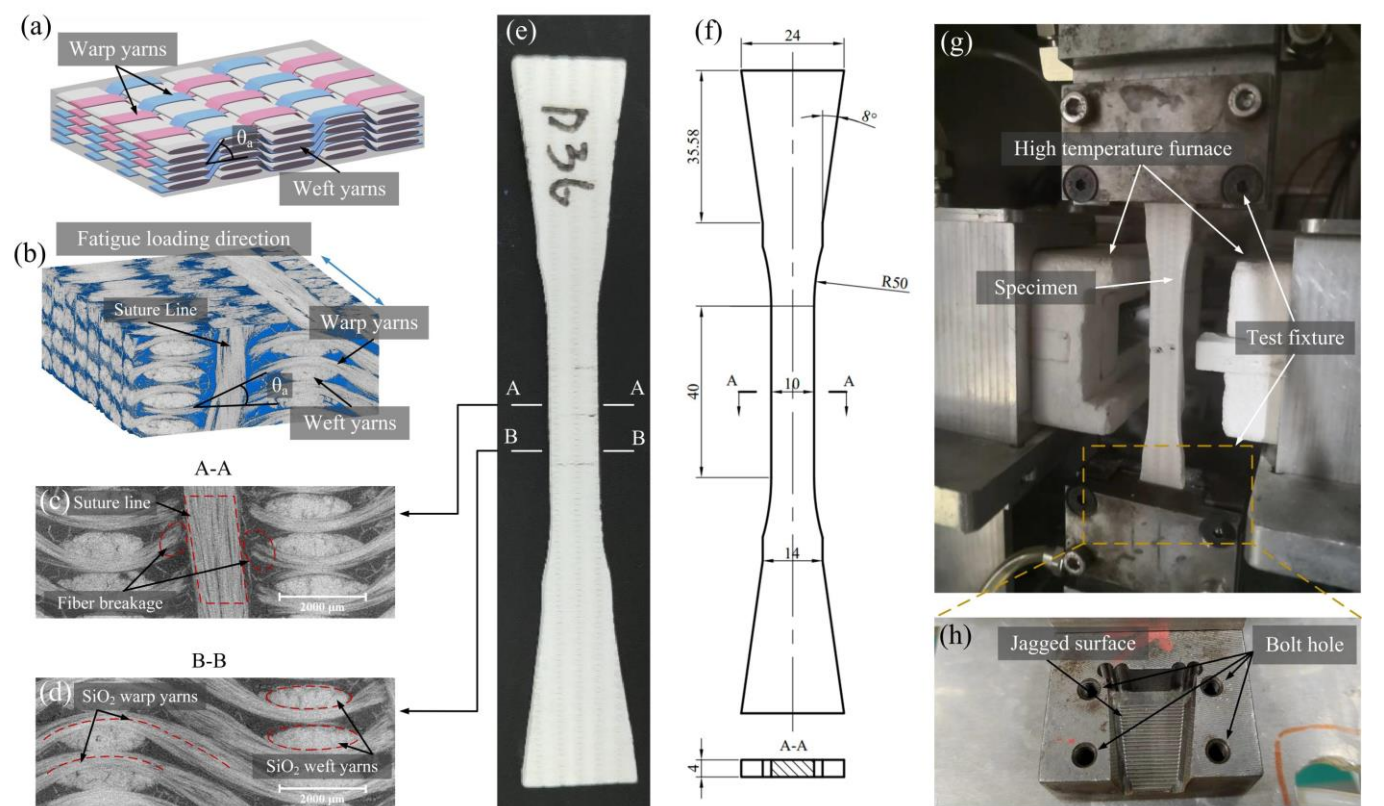 (a)
Warp yarns
θa
Weft yarns
(b)
Fatigue loading direction
Suture Line
Warp yarns
θa
Weft yarns
A-A
(c)
Suture line
Fiber breakage
2000 μm
B-B
(d)
SiO2 warp yarns
SiO2 weft yarns
2000 μm
(e)
D36
A A
B B
(f)
24
35.58
8°
R50
A A
10
40
14
A-A
4
(g)
High temperature furnace
Specimen
Test fixture
(h)
Jagged surface
Bolt hole